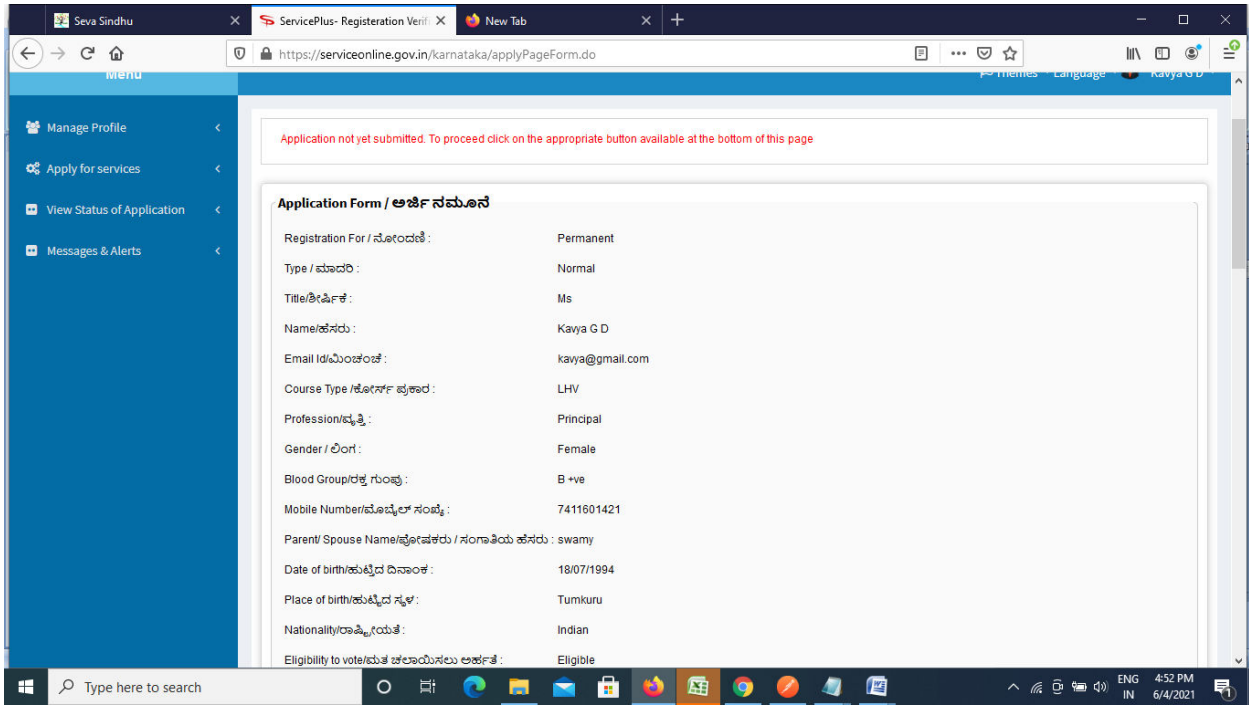 Seva Sindhu
ServicePlus- Registeration Verifi
New Tab
https://serviceonline.gov.in/karnataka/applyPageForm.do
Menu
Themes Language Kavya G D
Manage Profile
Apply for services
View Status of Application
Messages & Alerts
Application not yet submitted. To proceed click on the appropriate button available at the bottom of this page
Application Form / ಅರ್ಜಿ ನಮೂನೆ
Registration For / ನೋಂದಣಿ : Permanent
Type / ಮಾದರಿ : Normal
Title/ಶೀರ್ಷಿಕೆ : Ms
Name/ಹೆಸರು : Kavya G D
Email Id/ಮಿಂಚಂಚೆ : kavya@gmail.com
Course Type /ಕೋರ್ಸ್ ಪ್ರಕಾರ : LHV
Profession/ವೃತ್ತಿ : Principal
Gender / ಲಿಂಗ : Female
Blood Group/ರಕ್ತ ಗುಂಪು : B +ve
Mobile Number/ಮೊಬೈಲ್ ಸಂಖ್ಯೆ : 7411601421
Parent/ Spouse Name/ಪೋಷಕರು / ಸಂಗಾತಿಯ ಹೆಸರು : swamy
Date of birth/ಹುಟ್ಟಿದ ದಿನಾಂಕ : 18/07/1994
Place of birth/ಹುಟ್ಟಿದ ಸ್ಥಳ : Tumkuru
Nationality/ರಾಷ್ಟ್ರೀಯತೆ : Indian
Eligibility to vote/ಮತ ಚಲಾಯಿಸಲು ಅರ್ಹತೆ : Eligible
Type here to search
ENG 4:52 PM
IN 6/4/2021